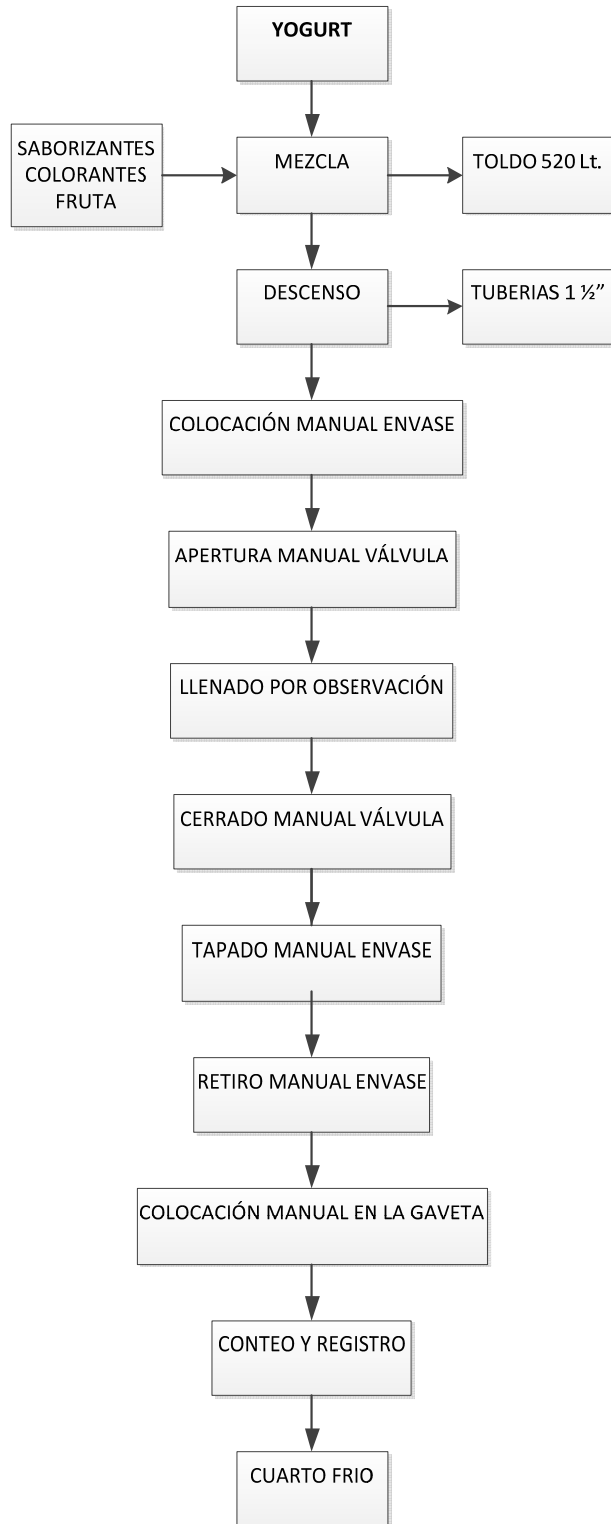 YOGURT
SABORIZANTES
COLORANTES
FRUTA
MEZCLA
TOLDO 520 Lt.
DESCENSO
TUBERIAS 1 ½”
COLOCACIÓN MANUAL ENVASE
APERTURA MANUAL VÁLVULA
LLENADO POR OBSERVACIÓN
CERRADO MANUAL VÁLVULA
TAPADO MANUAL ENVASE
RETIRO MANUAL ENVASE
COLOCACIÓN MANUAL EN LA GAVETA
CONTEO Y REGISTRO
CUARTO FRIO